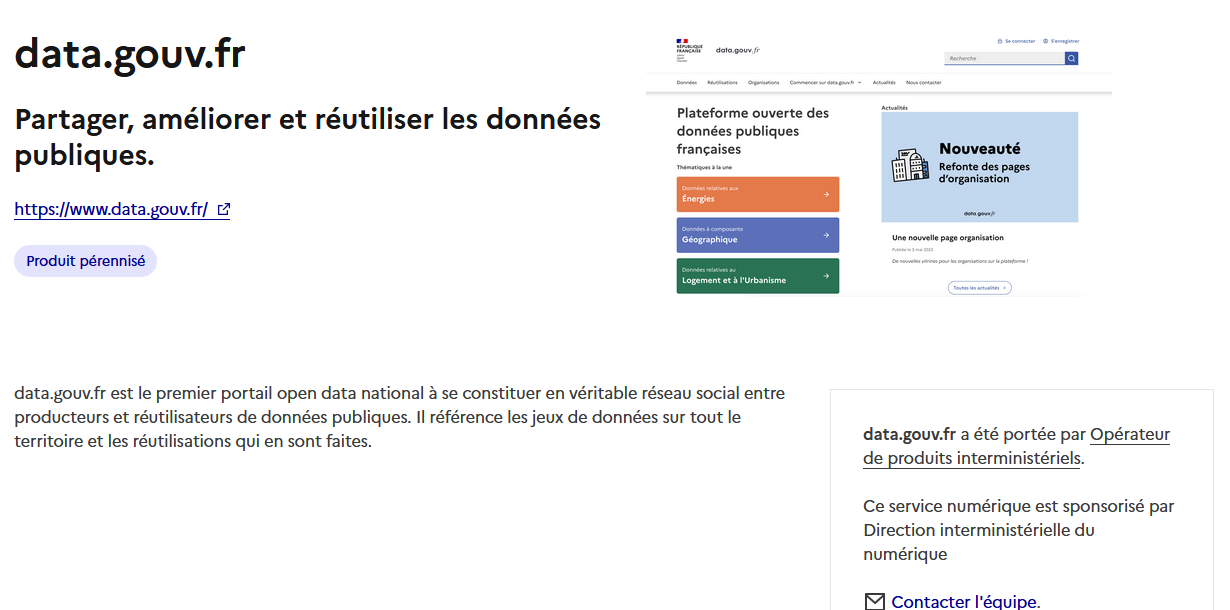 data.gouv.fr
Partager, améliorer et réutiliser les données
publiques.
https://www.data.gouv.fr/
Produit pérennisé
RÉPUBLIQUE
FRANÇAISE
data.gouv.fr
Se connecter
S'enregistrer
Recherche
Données
Réutilisations
Organisations
Commencer sur data.gouv.fr
Actualités
Nous contacter
Plateforme ouverte des
données publiques
françaises
Thématiques à la une
Données relatives aux
Énergies
Données à composante
Géographique
Données relatives au
Logement et à l'Urbanisme
Actualités
Nouveauté
Refonte des pages
d'organisation
data.gouv.fr
Une nouvelle page organisation
Publiée le 2 mai 2023
De nouvelles vitrines pour les organisations sur la plateforme !
Toutes les actualités
data.gouv.fr est le premier portail open data national à se constituer en véritable réseau social entre
producteurs et réutilisateurs de données publiques. Il référence les jeux de données sur tout le
territoire et les réutilisations qui en sont faites.
data.gouv.fr a été portée par Opérateur
de produits interministériels.
Ce service numérique est sponsorisé par
Direction interministérielle du
numérique
Contacter l'équipe.